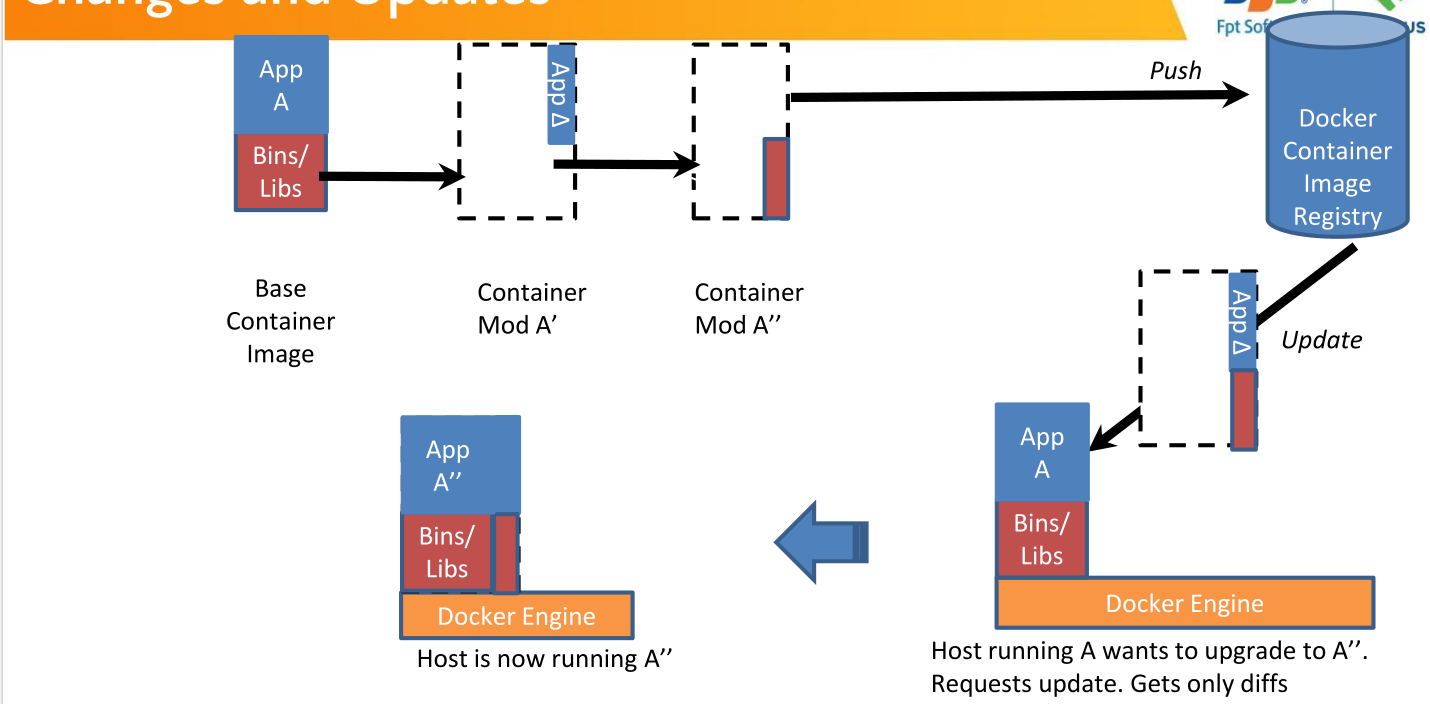 Changes and Updates
Fpt
US
App
A
Bins/
Libs
App Δ
Push
Docker
Container
Image
Registry
Base
Container
Image
Container
Mod A’
Container
Mod A’’
App Δ
Update
App
A’’
Bins/
Libs
Docker Engine
Host is now running A’’
App
A
Bins/
Libs
Docker Engine
Host running A wants to upgrade to A’’.
Requests update. Gets only diffs